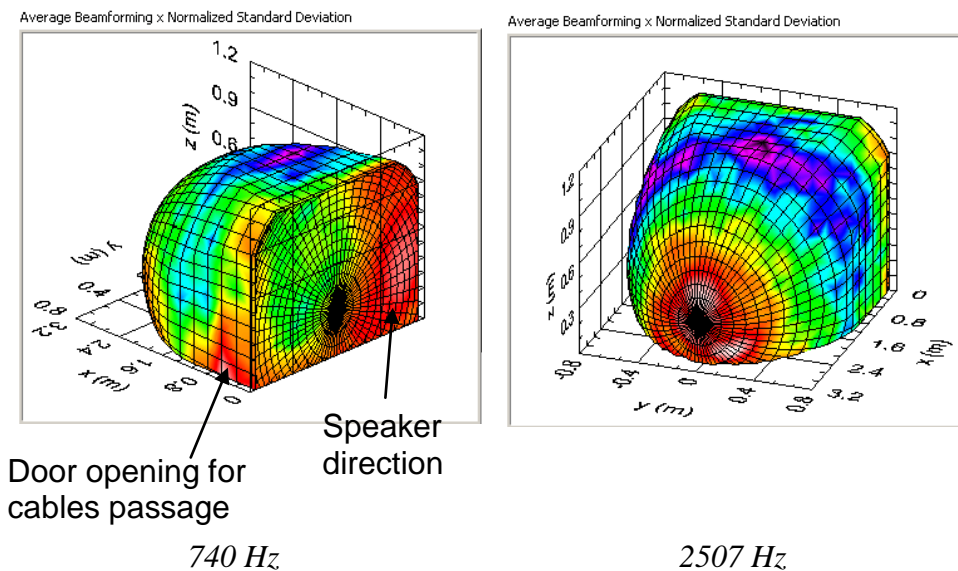 Average Beamforming x Normalized Standard Deviation
Average Beamforming x Normalized Standard Deviation
1.2
0.9
0.6
z (m)
y (m)
0.4
0.8
3.2
2.4
1.6
0.8
0
x (m)
1.2
0.9
0.6
0.3
z (m)
-0.8
-0.4
0
0.4
0.8
y (m)
0
0.8
1.6
2.4
3.2
x (m)
Speaker
direction
Door opening for
cables passage
740 Hz
2507 Hz